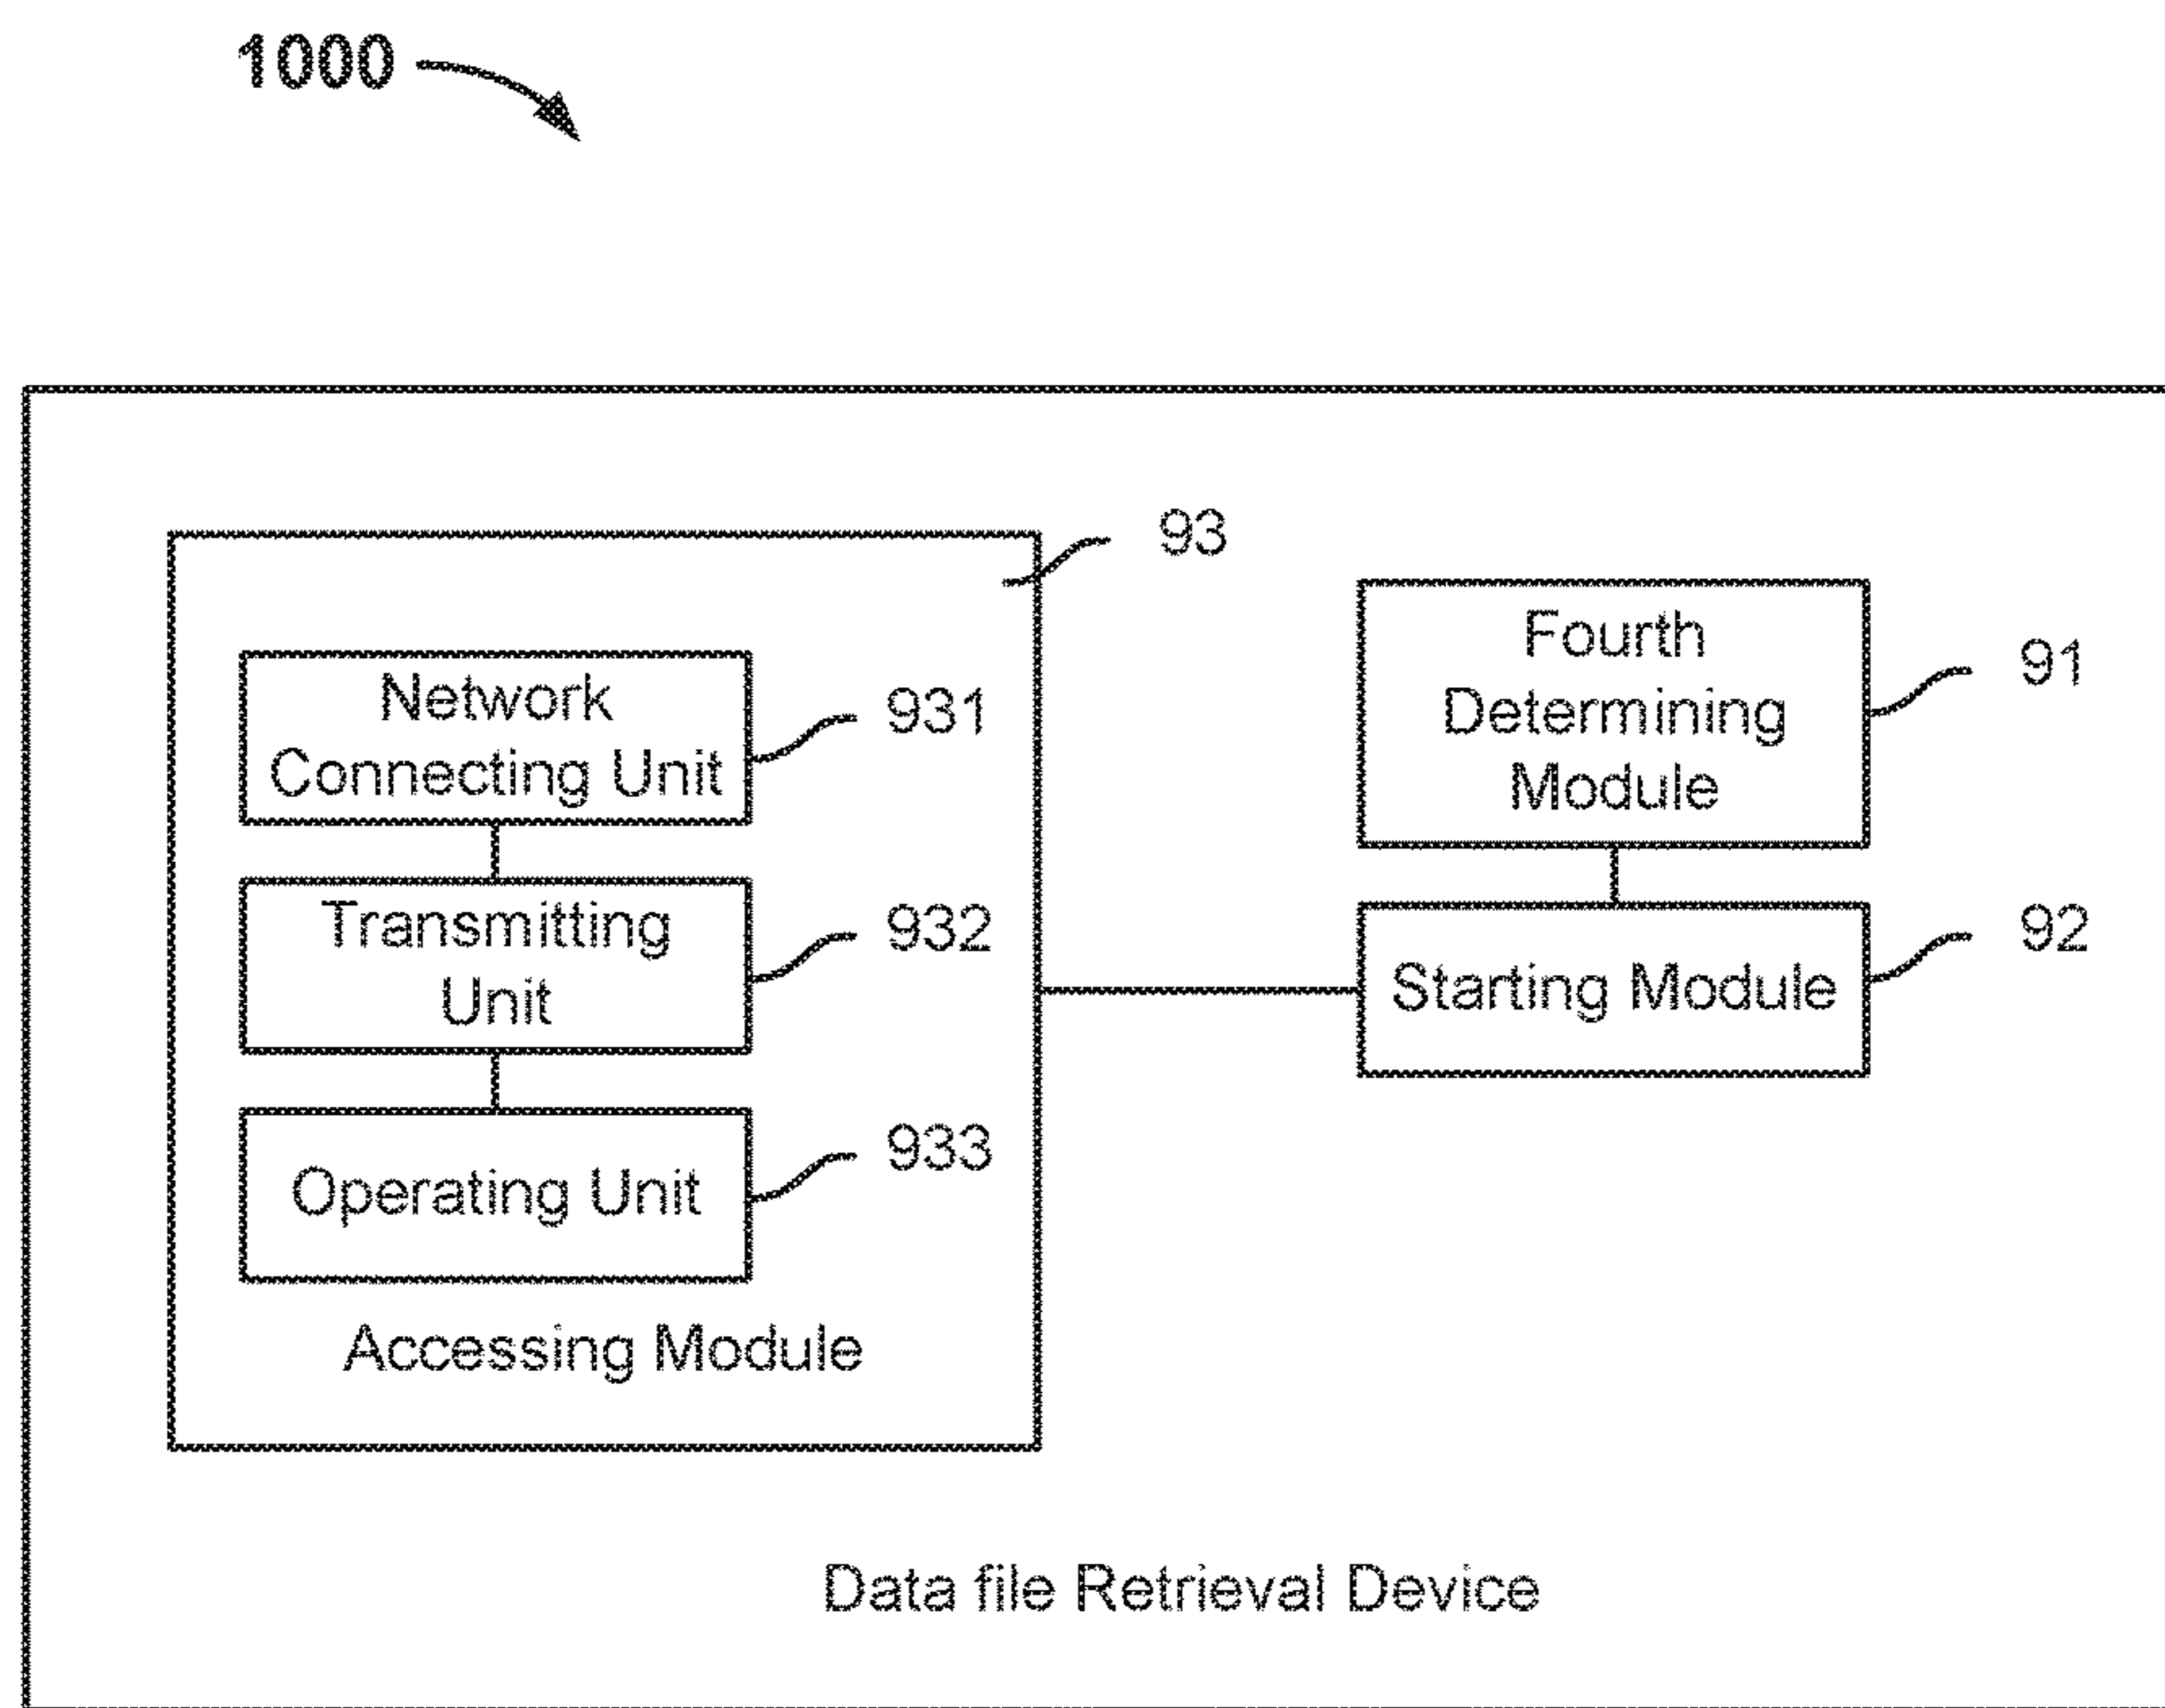 1000
93
Network
Connecting Unit
931
Transmitting
Unit
932
Operating Unit
933
Accessing Module
Fourth
Determining
Module
91
Starting Module
92
Data file Retrieval Device